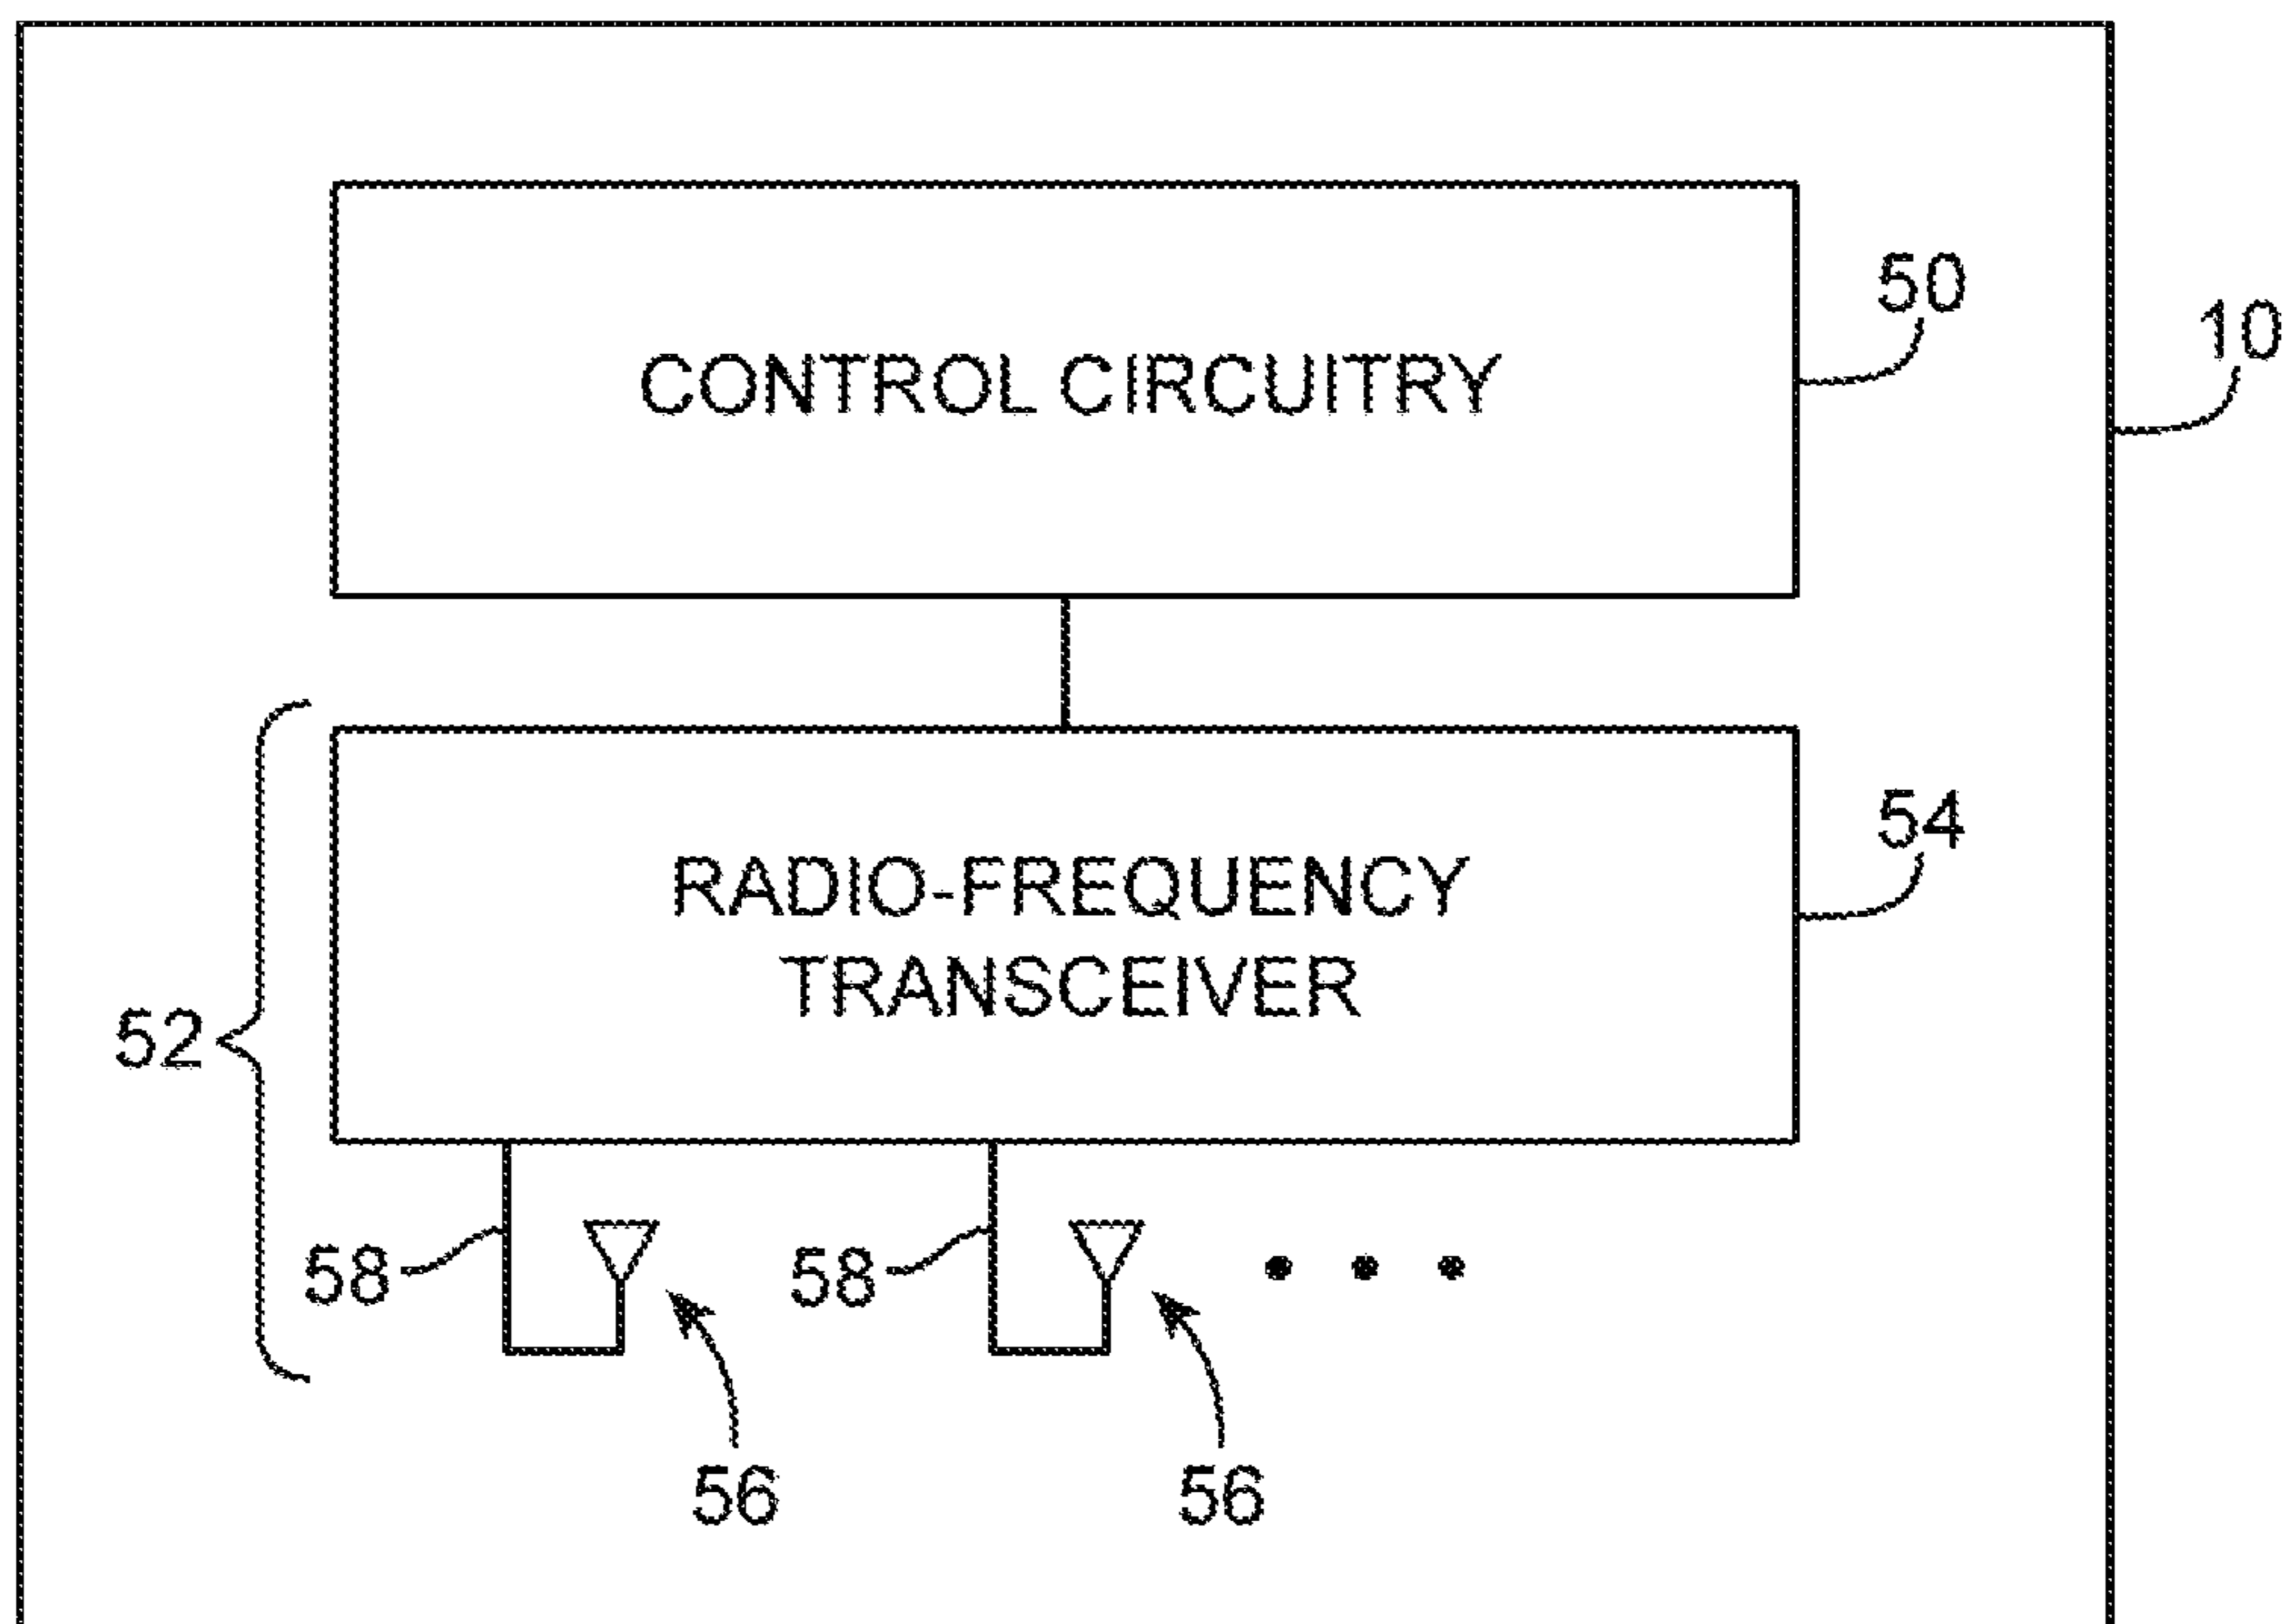 CONTROL CIRCUITRY
50
10
RADIO-FREQUENCY
TRANSCEIVER
54
52
58
58
56
56